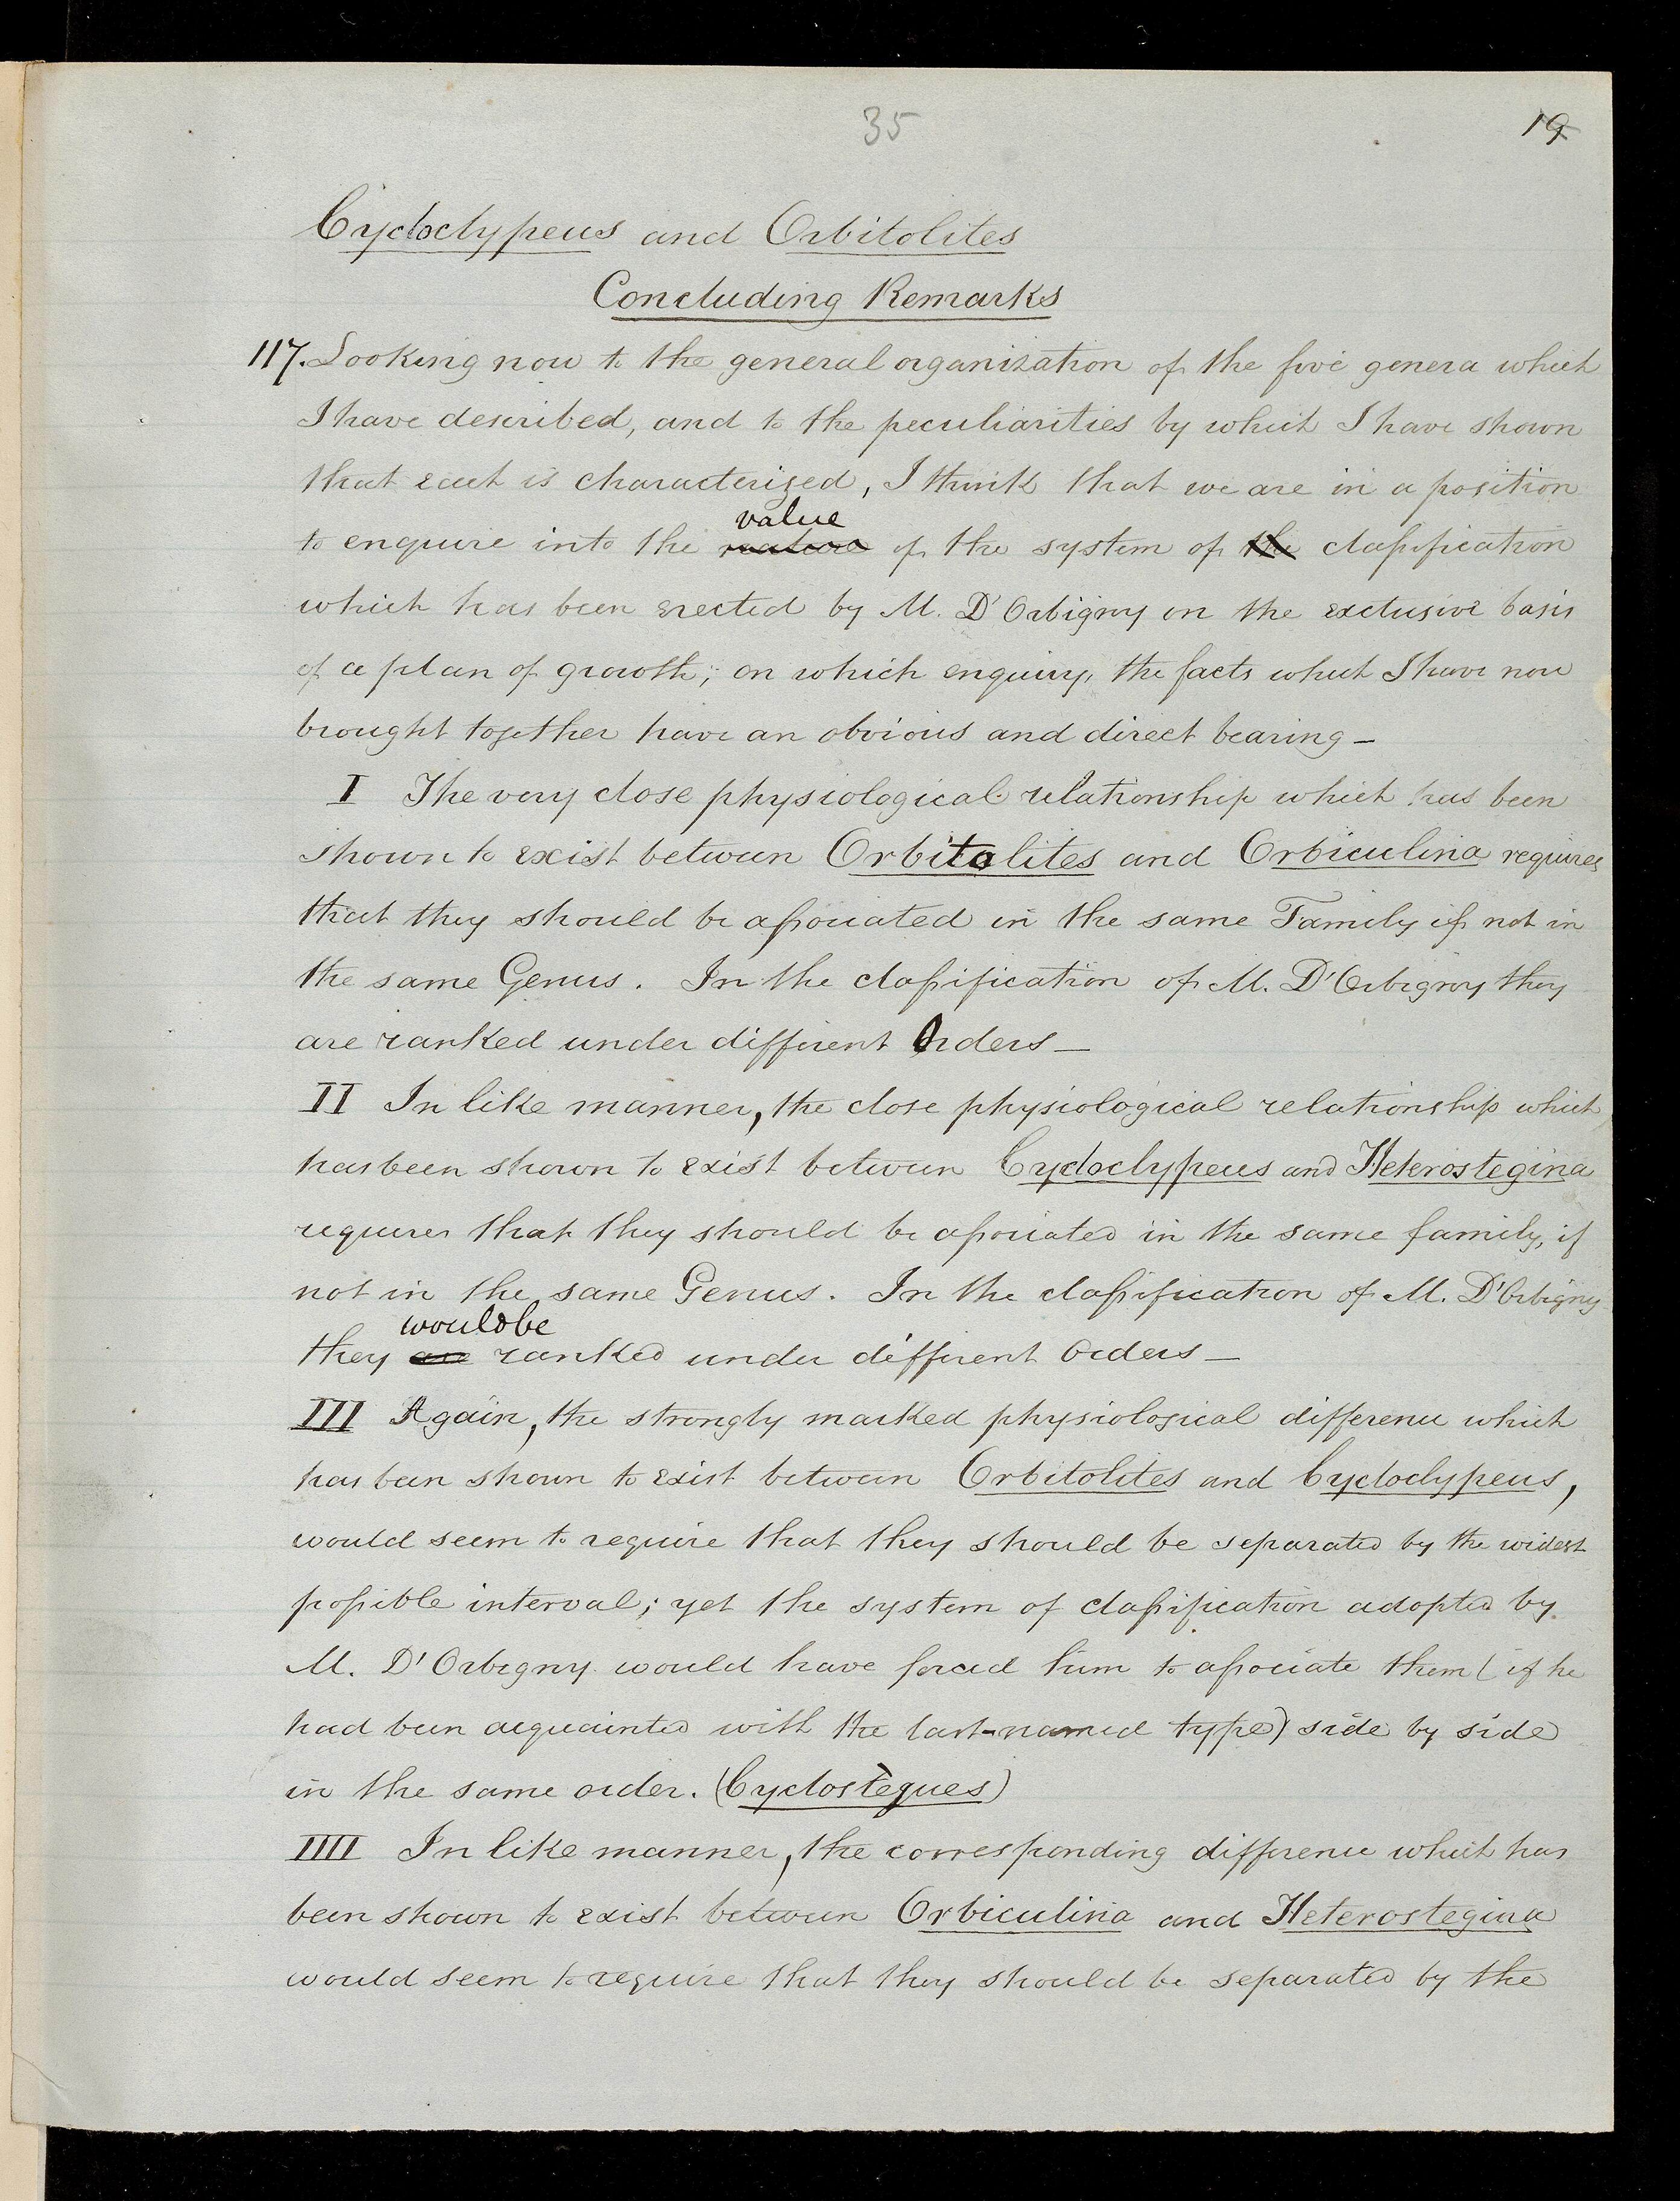 35
19
Cycloclypeus and Orbitolites
Concluding Remarks
117. Looking now to the general organization of the five genera which
I have described, and to the peculiarities by which I have shown
that each is characterized, I think that we are in a position
value
to enquire into the nature of the system of the classification
which has been erected by M. D'Orbigny on the exclusive basis
of a plan of growth; on which enquiry, the facts which I have now
brought together have an obvious and direct bearing –
I The very close physiological relationship which has been
shown to exist between Orbitolites and Orbiculina requires
that they should be associated in the same Family if not in
the same Genus. In the classification of M. D'Orbigny they
are ranked under different Orders –
II In like manner, the close physiological relationship which
has been shown to exist between Cycloclypeus and Heterostegina
requires that they should be associated in the same family, if
not in the same Genus. In the classification of M. D'Orbigny
would be
they are ranked under different Orders –
III Again, the strongly marked physiological difference which
has been shown to exist between Orbitolites and Cycloclypeus,
would seem to require that they should be separated by the widest
possible interval; yet the system of classification adopted by
M. D'Orbigny would have forced him to associate them (if he
had been acquainted with the last-named type) side by side
in the same order. (Cyclostègues)
IIII In like manner, the corresponding difference which has
been shown to exist between Orbiculina and Heterostegina
would seem to require that they should be separated by the